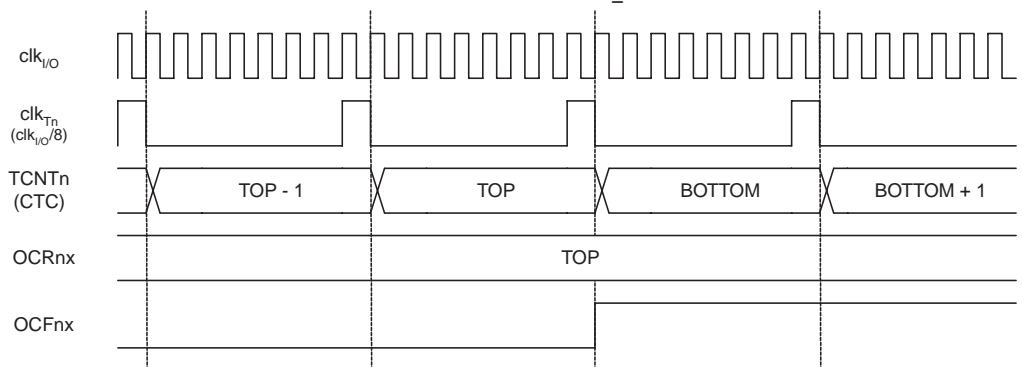 clkI/O
clkTn
(clkI/O/8)
TCNTn
(CTC)
TOP - 1
TOP
BOTTOM
BOTTOM + 1
OCRnx
TOP
OCFnx